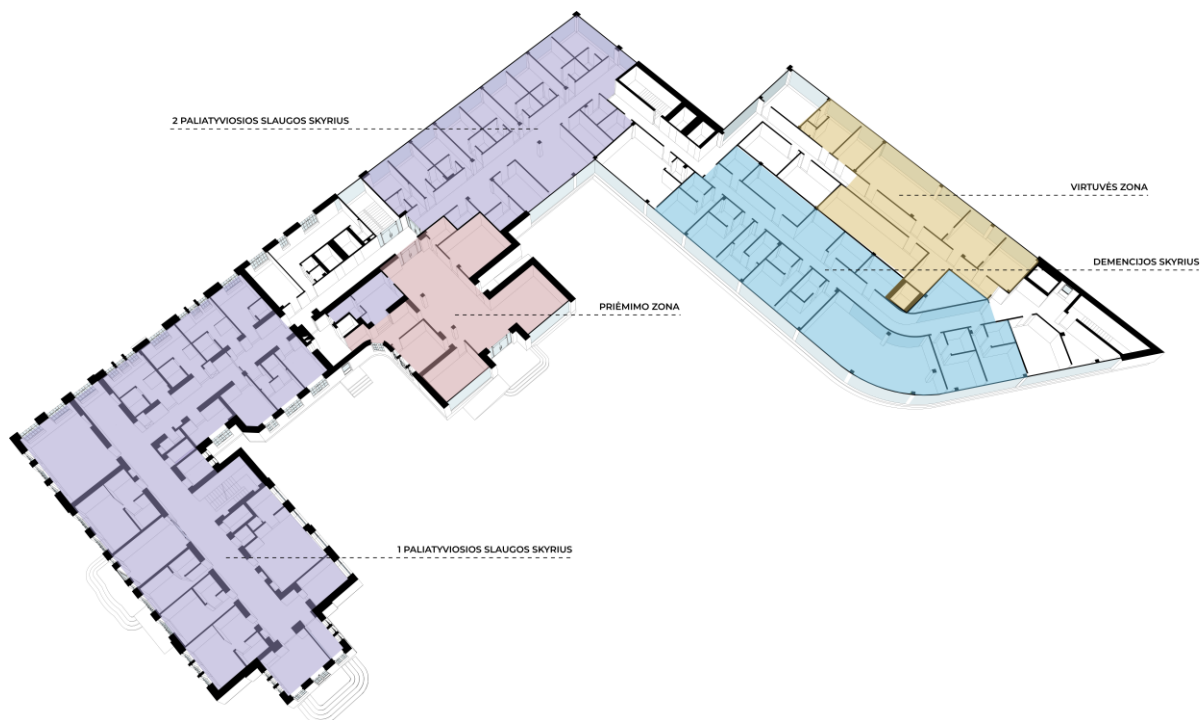 2 PALIATYVIOSIOS SLAUGOS SKYRIUS
VIRTUVĖS ZONA
DEMENCIJOS SKYRIUS
PRIĖMIMO ZONA
1 PALIATYVIOSIOS SLAUGOS SKYRIUS